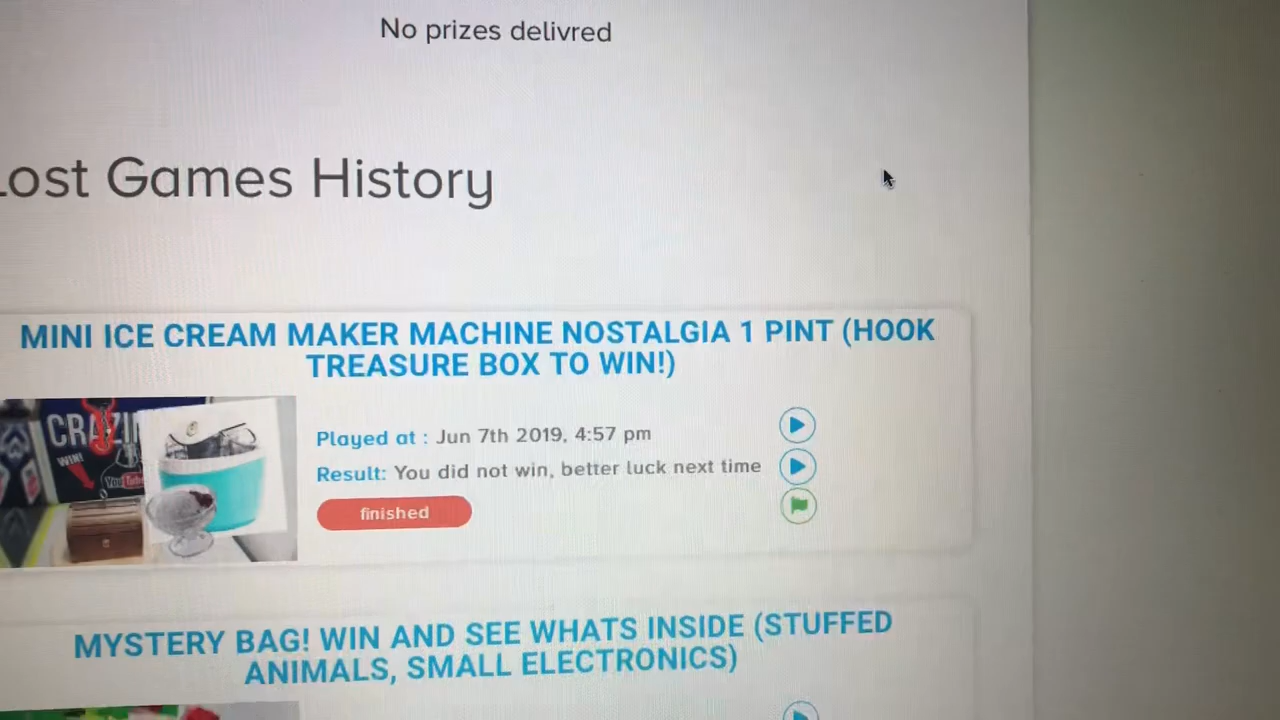 No prizes delivred
Lost Games History
MINI ICE CREAM MAKER MACHINE NOSTALGIA 1 PINT (HOOK
TREASURE BOX TO WIN!)
WIN!
Played at : Jun 7th 2019, 4:57 pm
Result: You did not win, better luck next time
finished
MYSTERY BAG! WIN AND SEE WHATS INSIDE (STUFFED
ANIMALS, SMALL ELECTRONICS)